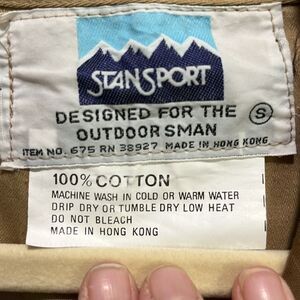 STANSPORT
DESIGNED FOR THE
OUTDOORSMAN
S
ITEM NO. 675 RN 38927 MADE IN HONG KONG
100% COTTON
MACHINE WASH IN COLD OR WARM WATER
DRIP DRY OR TUMBLE DRY LOW HEAT
DO NOT BLEACH
MADE IN HONG KONG